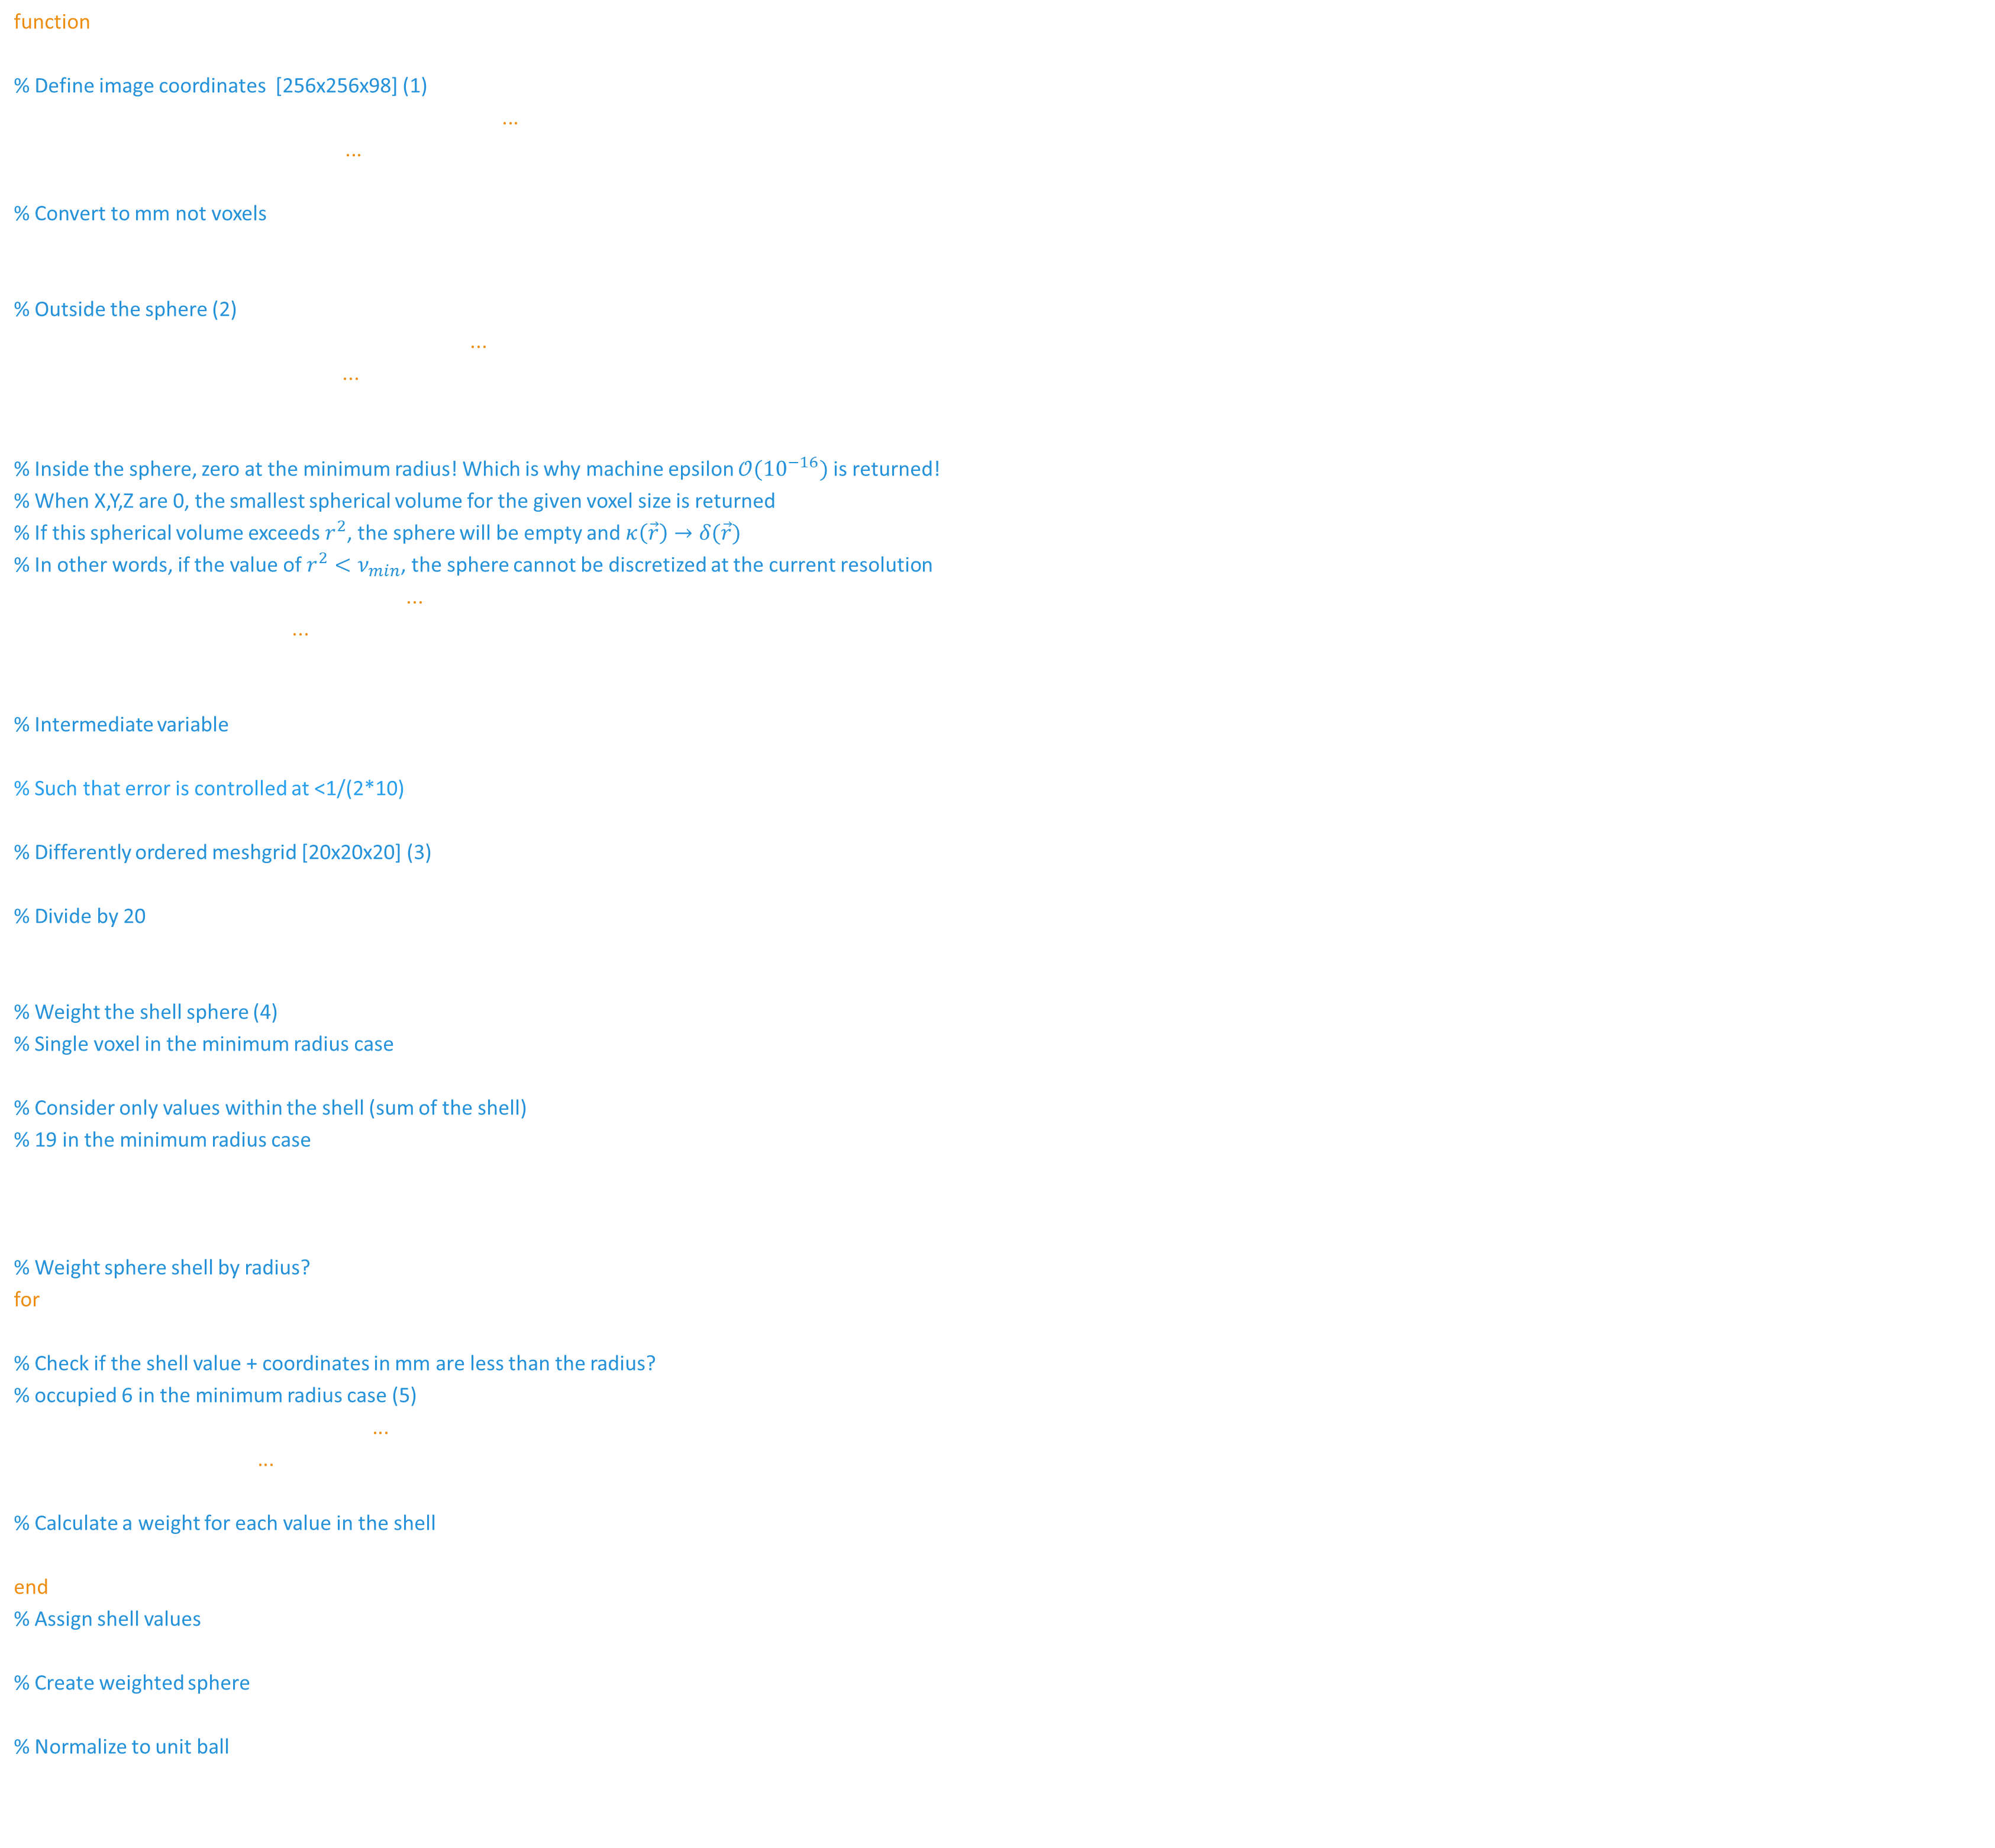 function
% Define image coordinates [256x256x98] (1)
...
...
% Convert to mm not voxels
% Outside the sphere (2)
...
...
% Inside the sphere, zero at the minimum radius! Which is why machine epsilon 𝒪(10⁻¹⁶) is returned!
% When X,Y,Z are 0, the smallest spherical volume for the given voxel size is returned
% If this spherical volume exceeds r², the sphere will be empty and κ(r⃗) → δ(r⃗)
% In other words, if the value of r² < ν_min, the sphere cannot be discretized at the current resolution
...
...
% Intermediate variable
% Such that error is controlled at <1/(2*10)
% Differently ordered meshgrid [20x20x20] (3)
% Divide by 20
% Weight the shell sphere (4)
% Single voxel in the minimum radius case
% Consider only values within the shell (sum of the shell)
% 19 in the minimum radius case
% Weight sphere shell by radius?
for
% Check if the shell value + coordinates in mm are less than the radius?
% occupied 6 in the minimum radius case (5)
...
...
% Calculate a weight for each value in the shell
end
% Assign shell values
% Create weighted sphere
% Normalize to unit ball